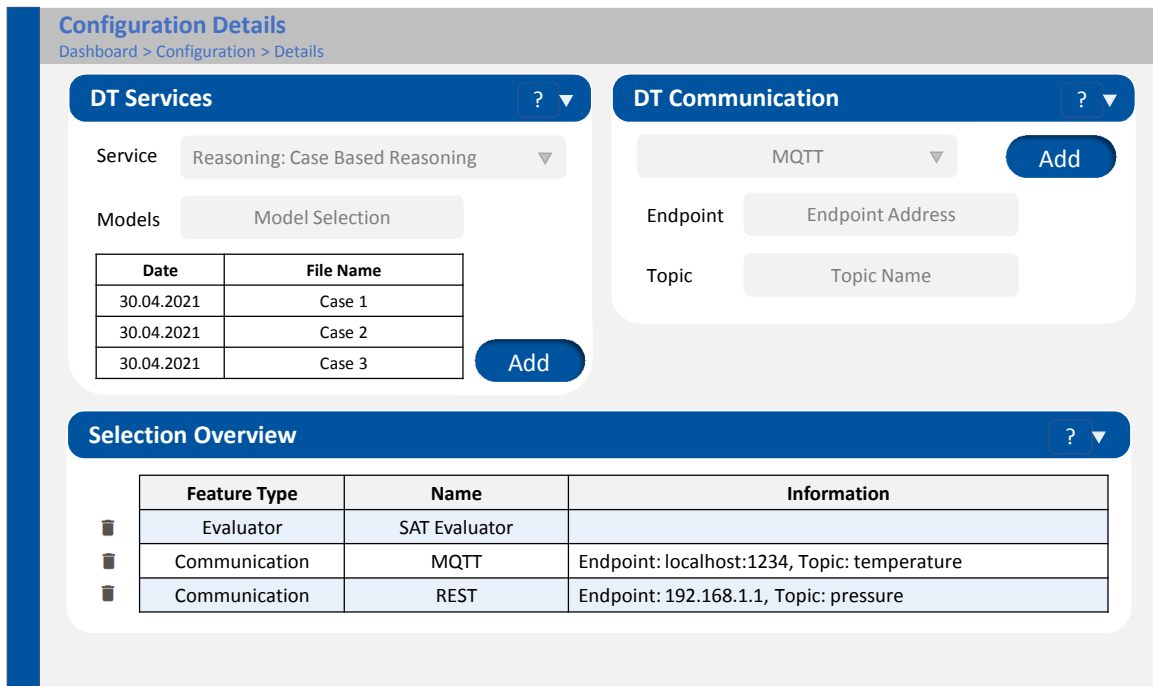 Configuration Details
Dashboard > Configuration > Details
DT Services ?
Service Reasoning: Case Based Reasoning
Models Model Selection
Date File Name
30.04.2021 Case 1
30.04.2021 Case 2
30.04.2021 Case 3
Add
DT Communication ?
MQTT Add
Endpoint Endpoint Address
Topic Topic Name
Selection Overview ?
Feature Type Name Information
Evaluator SAT Evaluator
Communication MQTT Endpoint: localhost:1234, Topic: temperature
Communication REST Endpoint: 192.168.1.1, Topic: pressure